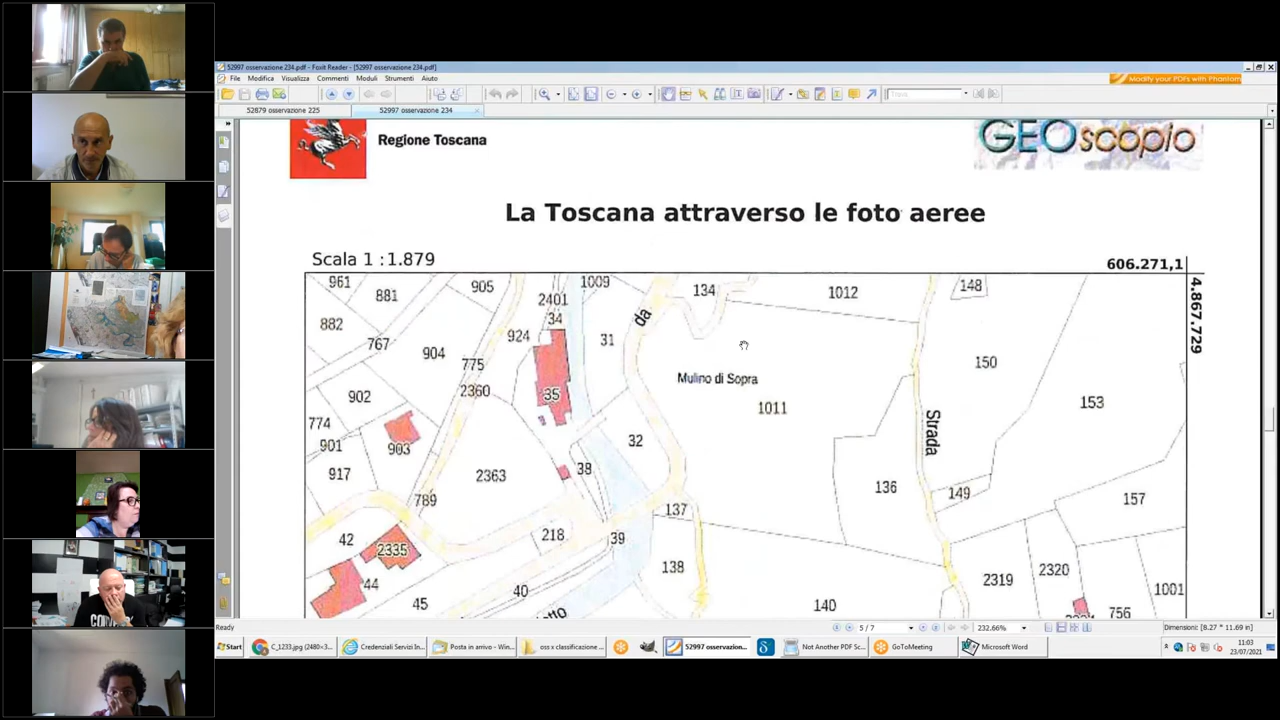 52997 osservazione 234.pdf - Foxit Reader - [52997 osservazione 234.pdf]
File Modifica Visualizza Commenti Moduli Strumenti Aiuto
Modify your PDFs with Phantom
52879 osservazione 225 52997 osservazione 234
Regione Toscana
GEOscopio
La Toscana attraverso le foto aeree
Scala 1 :1.879
606.271,1
4.867.729
961 881 905 2401 1009 134 1012 148
882 34 da
767 904 924 31 150
775
2360 35 Mulino di Sopra 153
902 1011
774
901 903 32 Strada
917 2363 38 136 149 157
789 137
42 2335 218 39
44 138 2319 2320
45 40 140 756 1001
Ready
5 / 7
232.66%
Dimensioni: [8.27 * 11.69 in]
Start
C_1233.jpg (2480×3...
Credenziali Servizi In...
Posta in arrivo - Win...
oss x classificazione ...
52997 osservazion...
Not Another PDF Sc...
GoToMeeting
Microsoft Word
11:03
23/07/2021